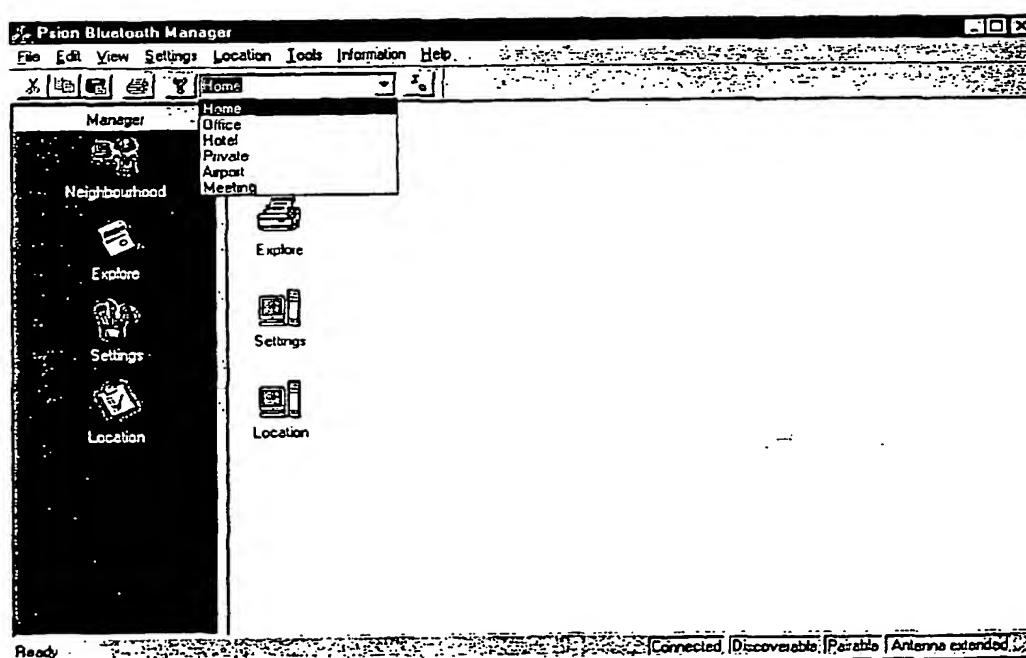 Psion Bluetooth Manager
File Edit View Settings Location Tools Information Help
Home
Manager
Home
Office
Hotel
Private
Airport
Meeting
Neighbourhood
Explore
Explore
Settings
Settings
Location
Location
Ready
Connected Discoverable Pairable Antenna extended